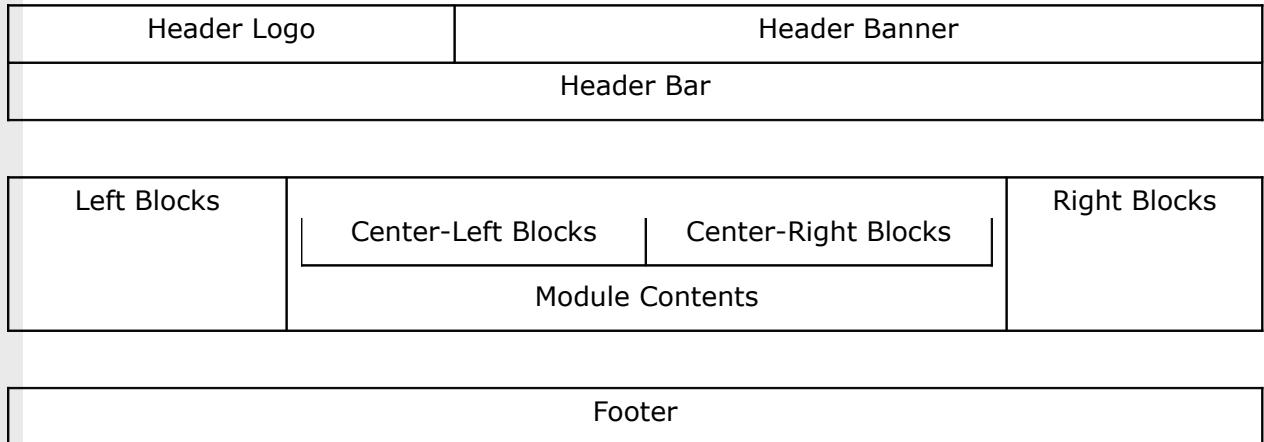 Header Logo Header Banner
Header Bar
Left Blocks Right Blocks
Center-Left Blocks Center-Right Blocks
Module Contents
Footer